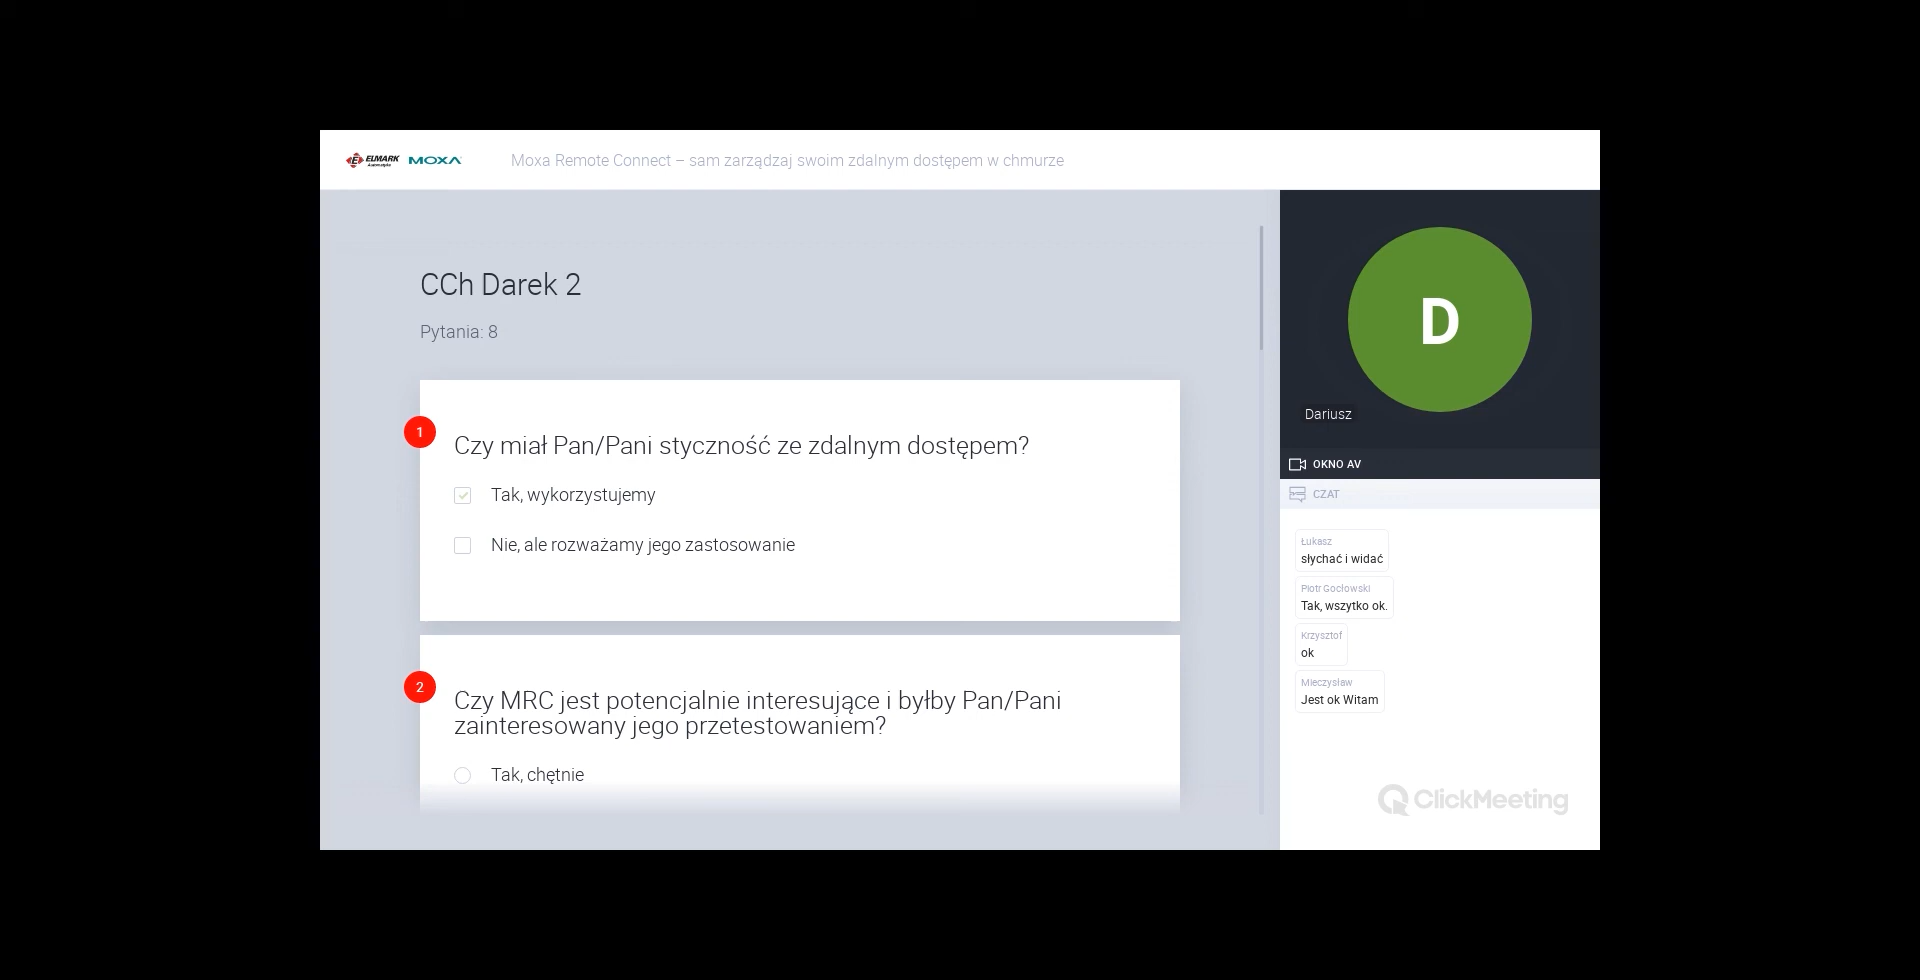 ELMARK
Automatyka
MOXA
Moxa Remote Connect – sam zarządzaj swoim zdalnym dostępem w chmurze
CCh Darek 2
Pytania: 8
1
Czy miał Pan/Pani styczność ze zdalnym dostępem?
Tak, wykorzystujemy
Nie, ale rozważamy jego zastosowanie
2
Czy MRC jest potencjalnie interesujące i byłby Pan/Pani
zainteresowany jego przetestowaniem?
Tak, chętnie
D
Dariusz
OKNO AV
CZAT
Łukasz
słychać i widać
Piotr Gocłowski
Tak, wszytko ok.
Krzysztof
ok
Mieczysław
Jest ok Witam
ClickMeeting